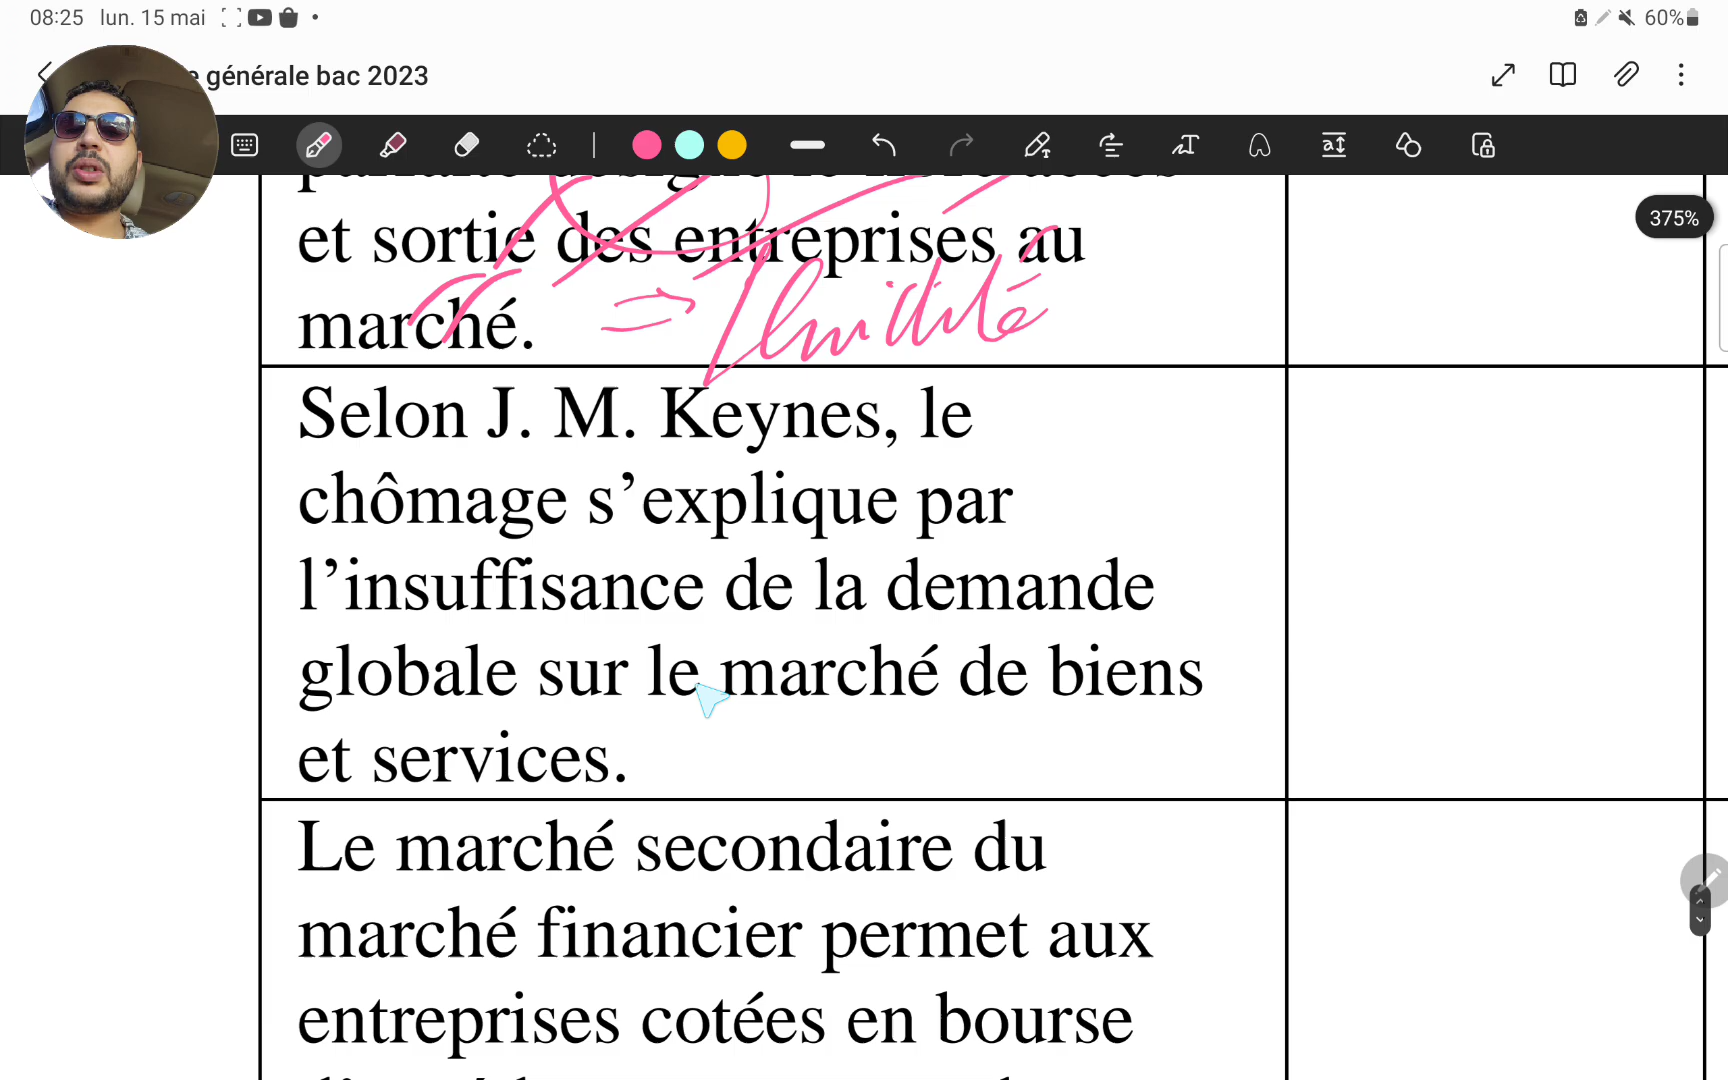 08:25 lun. 15 mai
60%
générale bac 2023
375%
et sortie des entreprises au
marché.
⇒ fluidité
Selon J. M. Keynes, le
chômage s’explique par
l’insuffisance de la demande
globale sur le marché de biens
et services.
Le marché secondaire du
marché financier permet aux
entreprises cotées en bourse